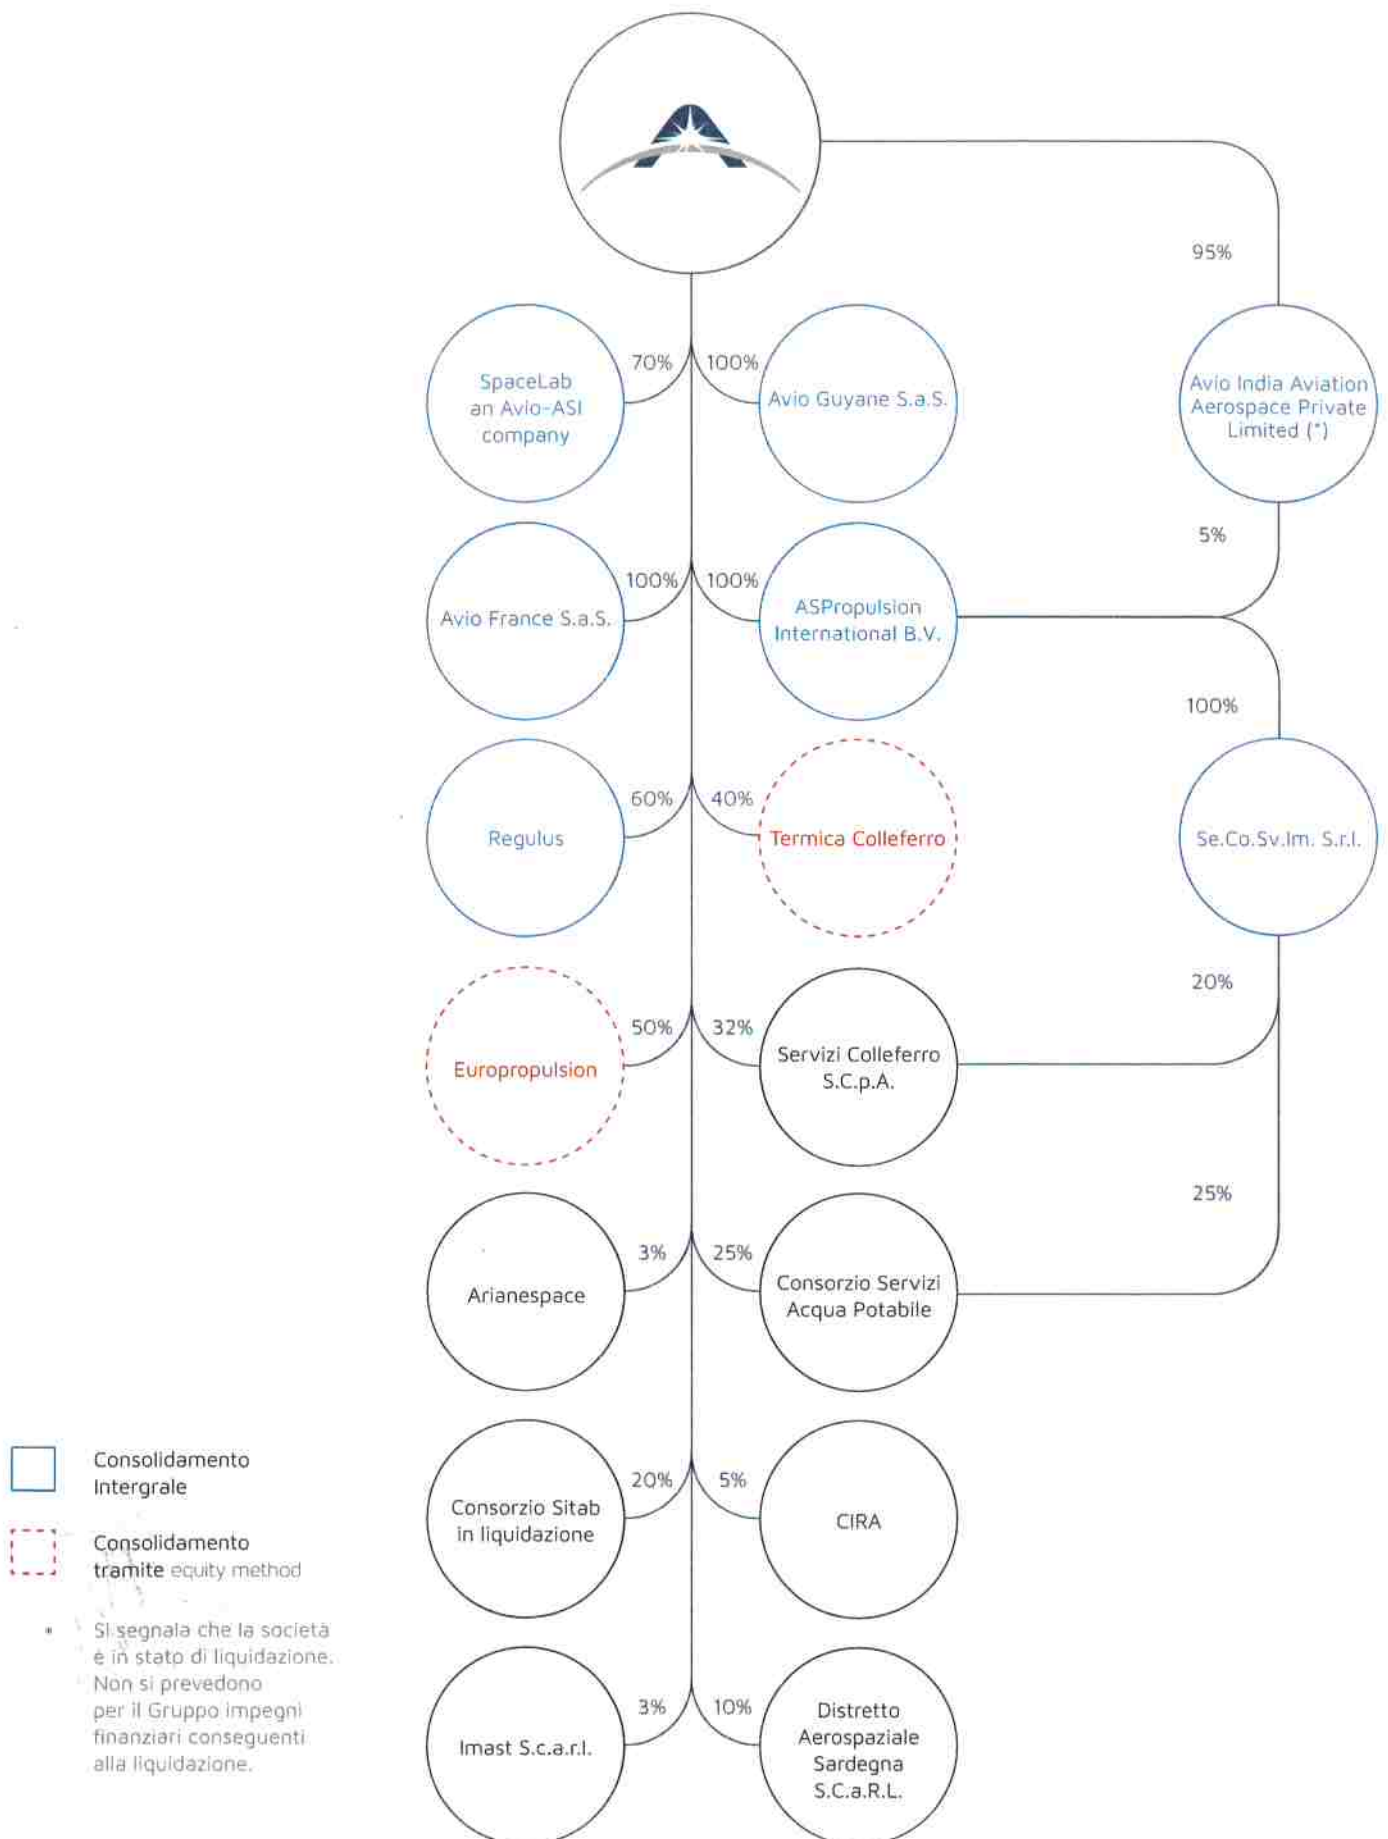 95%
70%
100%
SpaceLab
an Avio-ASI
company
Avio Guyane S.a.S.
Avio India Aviation
Aerospace Private
Limited (*)
5%
100%
100%
Avio France S.a.S.
ASPropulsion
International B.V.
100%
60%
40%
Regulus
Termica Colleferro
Se.Co.Sv.Im. S.r.l.
20%
50%
32%
Europropulsion
Servizi Colleferro
S.C.p.A.
25%
3%
25%
Arianespace
Consorzio Servizi
Acqua Potabile
20%
5%
Consorzio Sitab
in liquidazione
CIRA
3%
10%
Imast S.c.a.r.l.
Distretto
Aerospaziale
Sardegna
S.C.a.R.L.
Consolidamento
Intergrale
Consolidamento
tramite equity method
* Si segnala che la società
è in stato di liquidazione.
Non si prevedono
per il Gruppo impegni
finanziari conseguenti
alla liquidazione.